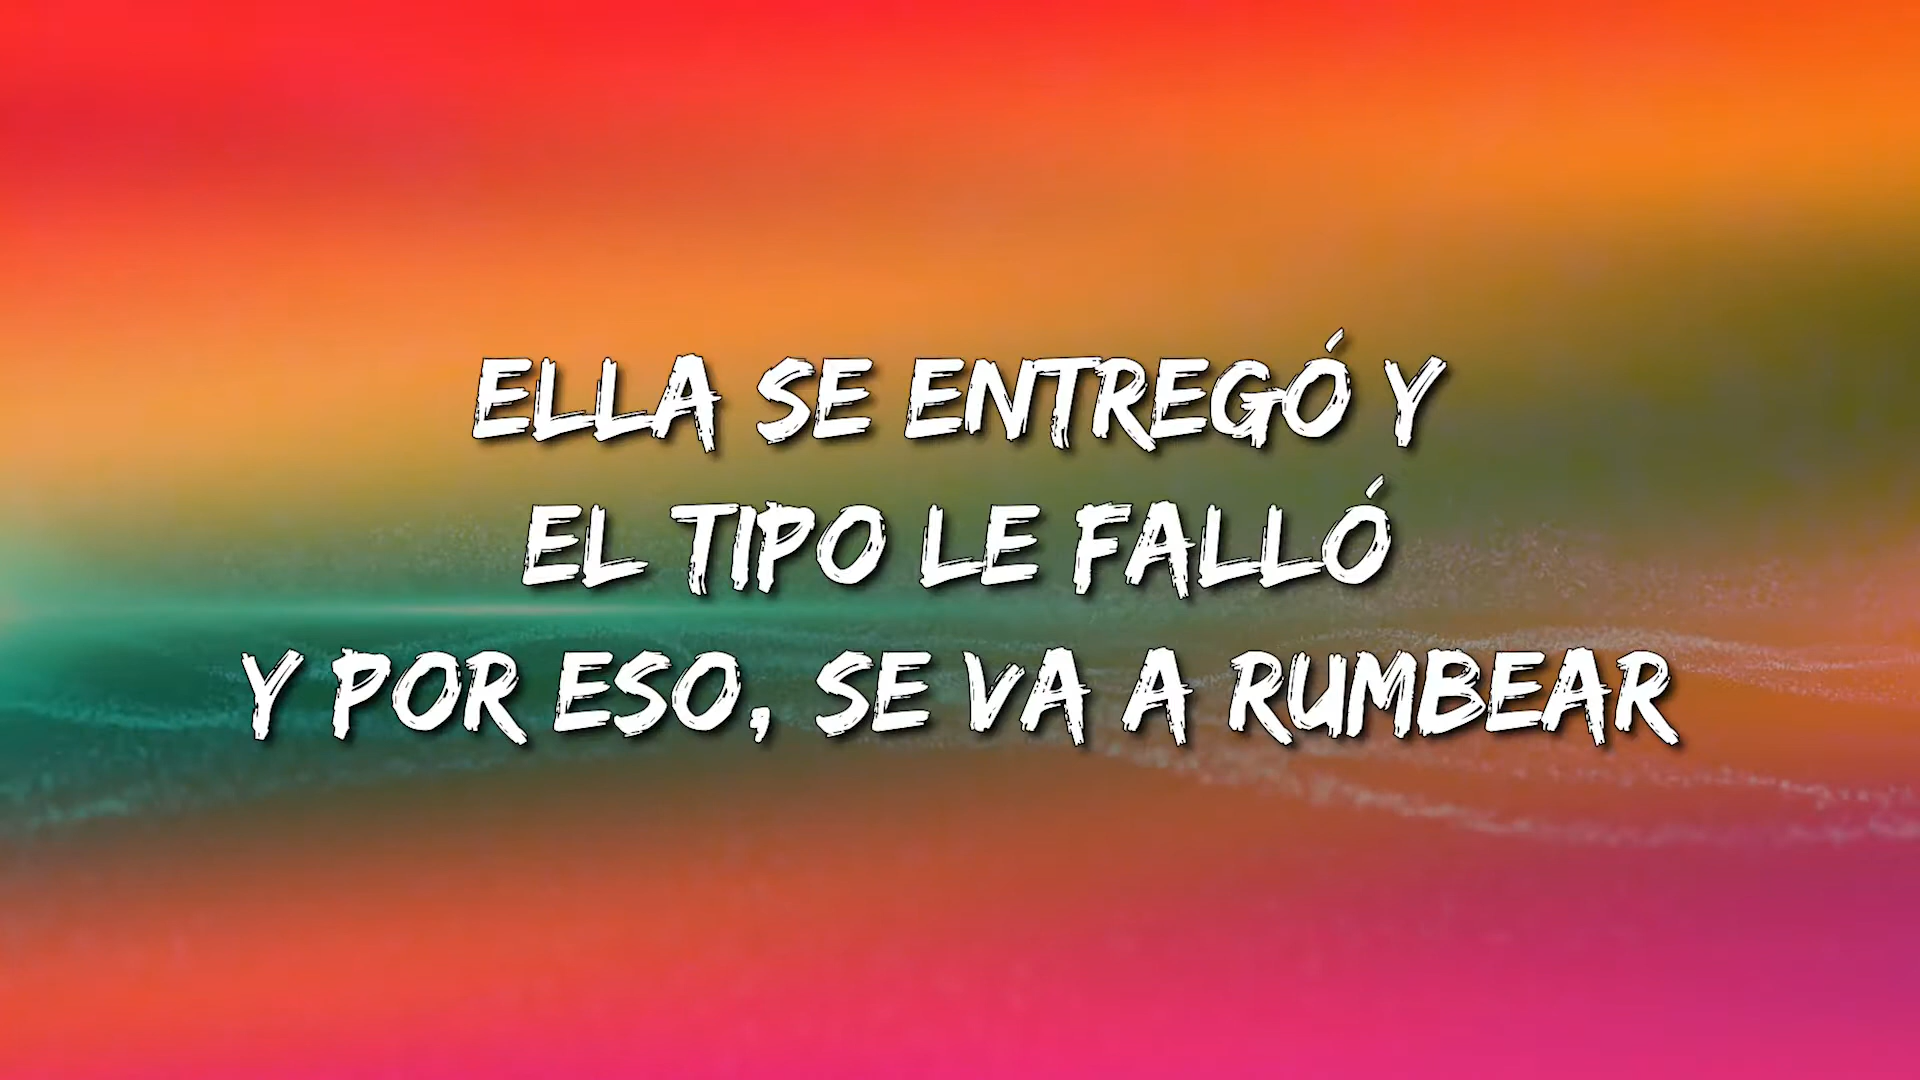 ELLA SE ENTREGÓ Y
EL TIPO LE FALLÓ
Y POR ESO, SE VA A RUMBEAR